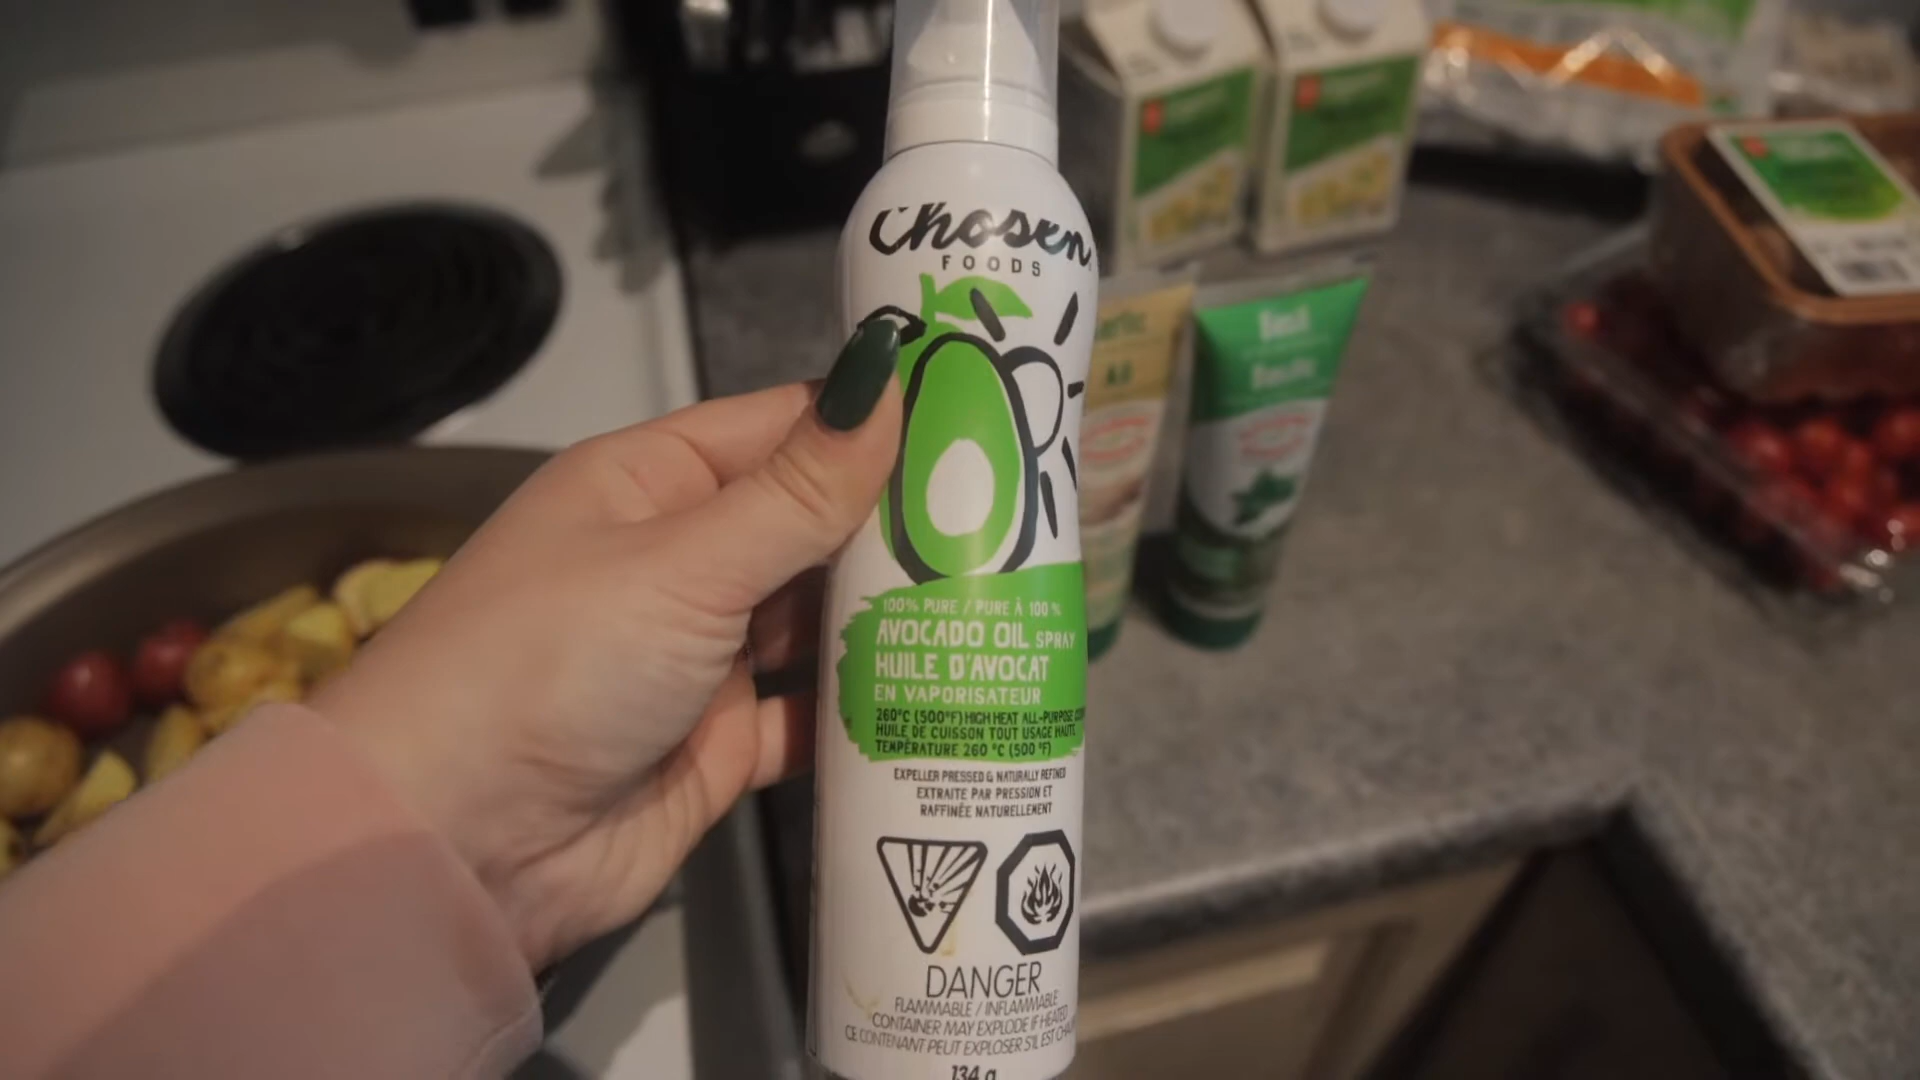 Chosen
FOODS
100% PURE / PURE À 100 %
AVOCADO OIL SPRAY
HUILE D'AVOCAT
EN VAPORISATEUR
260°C (500°F) HIGH HEAT ALL-PURPOSE
HUILE DE CUISSON TOUT USAGE HAUTE
TEMPÉRATURE 260 °C (500 °F)
EXPELLER PRESSED & NATURALLY REFINED
EXTRAITE PAR PRESSION ET
RAFFINÉE NATURELLEMENT
DANGER
FLAMMABLE / INFLAMMABLE
CONTAINER MAY EXPLODE IF HEATED
CE CONTENANT PEUT EXPLOSER S'IL EST
134 g
Basil
Basilic